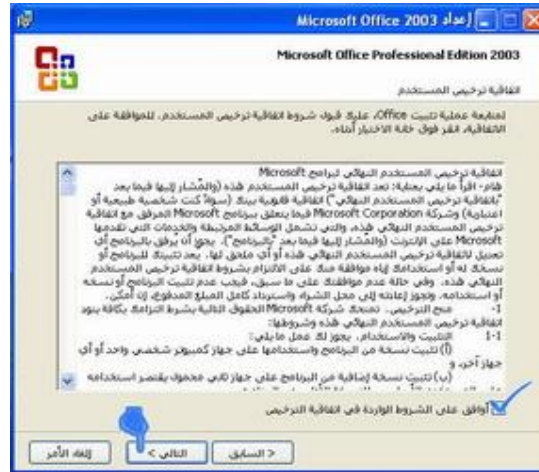 إعداد Microsoft Office 2003
Microsoft Office Professional Edition 2003
اتفاقية ترخيص المستخدم
لمتابعة عملية تثبيت Office، عليك قبول شروط اتفاقية ترخيص المستخدم. للموافقة على
الاتفاقية، انقر فوق خانة الاختيار أدناه.
اتفاقية ترخيص المستخدم النهائي لبرامج Microsoft
هام- اقرأ ما يلي بعناية: تعد اتفاقية ترخيص المستخدم هذه (والمُشار إليها فيما بعد
"باتفاقية ترخيص المستخدم النهائي") اتفاقية قانونية بينك (سواءً كنت شخصية طبيعية أو
اعتبارية) وشركة Microsoft Corporation فيما يتعلق ببرنامج Microsoft المرفق مع اتفاقية
ترخيص المستخدم النهائي هذه، والتي تشمل الوسائط المرتبطة والخدمات التي تقدمها
Microsoft على الإنترنت (والمُشار إليها فيما بعد "بالبرنامج"). يجوز أن يرفق بالبرنامج أي
تعديل لاتفاقية ترخيص المستخدم النهائي هذه أو أي ملحق لها. يعد تثبيتك للبرنامج أو
نسخك له أو استخدامك إياه موافقة منك على الالتزام بشروط اتفاقية ترخيص المستخدم
النهائي هذه. وفي حالة عدم موافقتك على ما سبق، فيجب عدم تثبيت البرنامج أو نسخه
أو استخدامه. وتجوز إعادته إلى محل الشراء واسترداد كامل المبلغ المدفوع، إن أمكن.
1- منح الترخيص. تمنحك شركة Microsoft الحقوق التالية بشرط التزامك بكافة بنود
اتفاقية ترخيص المستخدم النهائي هذه وشروطها:
1-1 التثبيت والاستخدام. يجوز لك عمل ما يلي:
(أ) تثبيت نسخة من البرنامج واستخدامها على جهاز كمبيوتر شخصي واحد أو أي
جهاز آخر، و
(ب) تثبيت نسخة إضافية من البرنامج على جهاز ثاني محمول يقتصر استخدامه
أوافق على الشروط الواردة في اتفاقية الترخيص
< السابق
التالي >
إلغاء الأمر